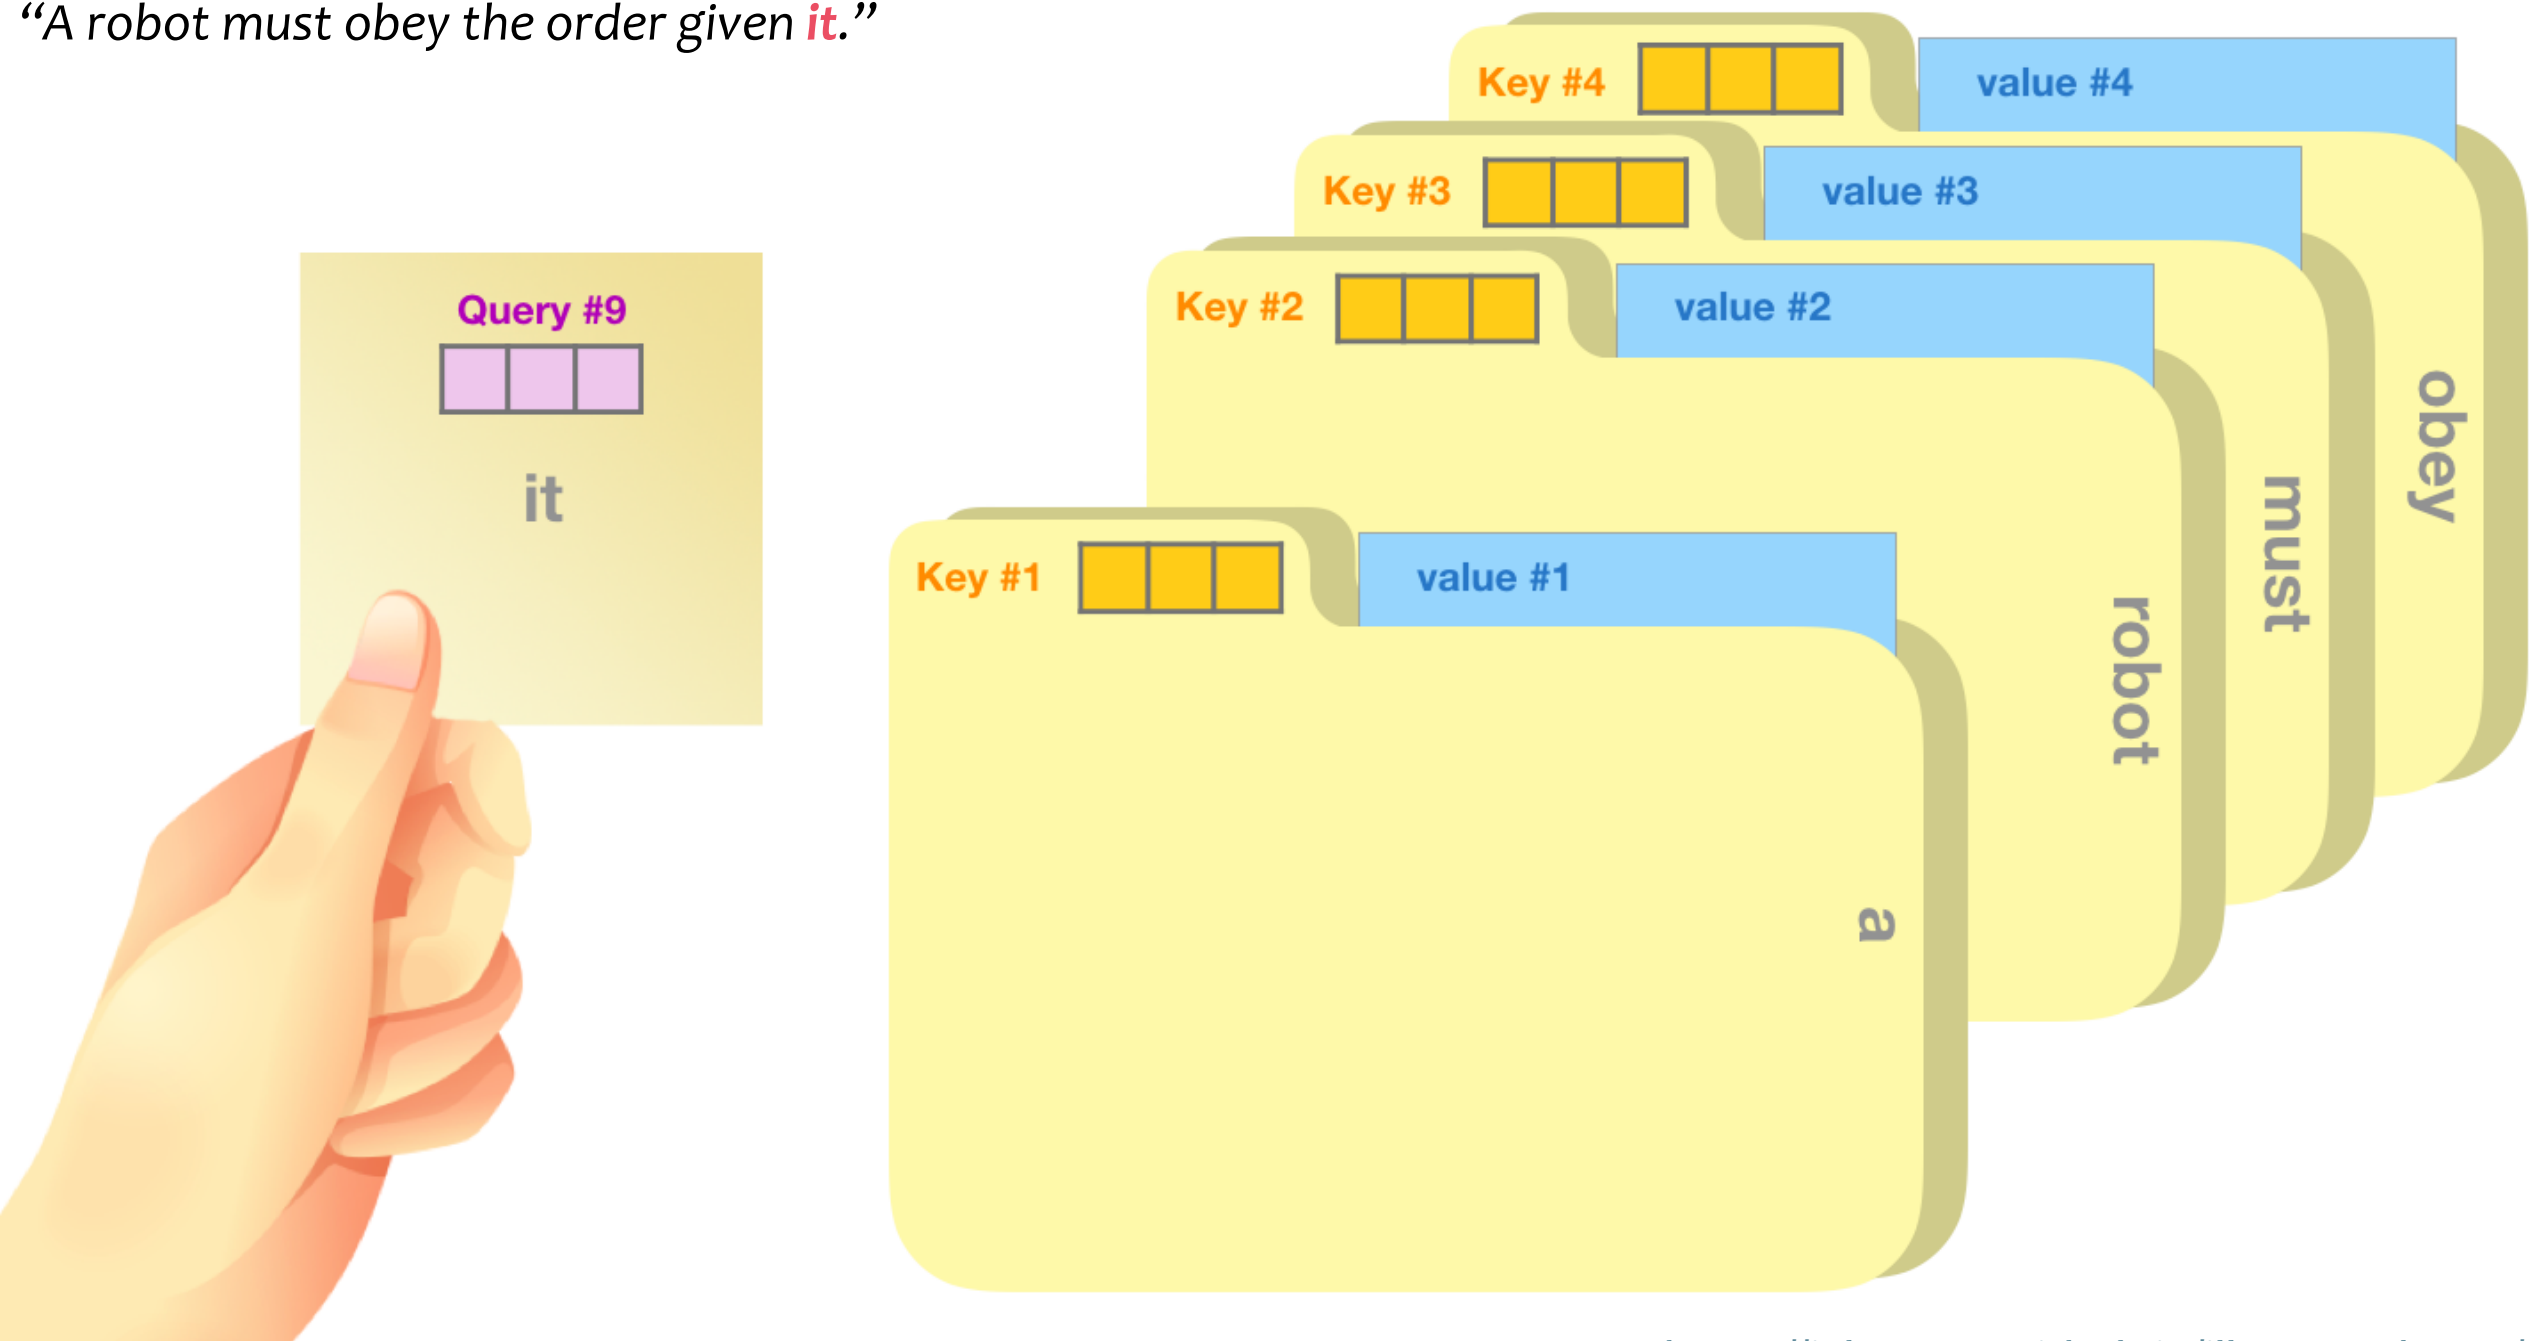 “A robot must obey the order given it.”
Key #4 value #4
Key #3 value #3
Query #9
Key #2 value #2
obey
it
must
Key #1 value #1
robot
a